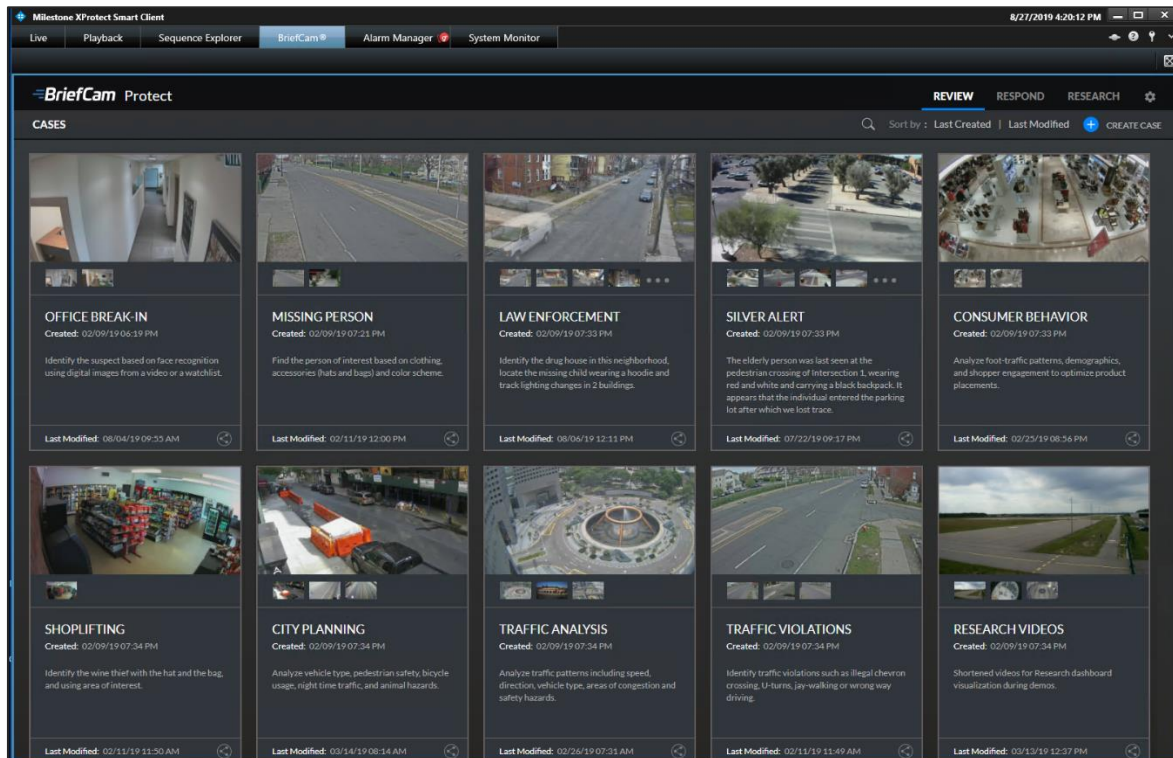 Milestone XProtect Smart Client
8/27/2019 4:20:12 PM
Live Playback Sequence Explorer BriefCam® Alarm Manager System Monitor
BriefCam Protect
REVIEW RESPOND RESEARCH
CASES
Sort by : Last Created | Last Modified CREATE CASE
OFFICE BREAK-IN
Created: 02/09/19 06:19 PM
Identify the suspect based on face recognition
using digital images from a video or a watchlist.
Last Modified: 08/04/19 09:55 AM
MISSING PERSON
Created: 02/09/19 07:21 PM
Find the person of interest based on clothing,
accessories (hats and bags) and color scheme.
Last Modified: 02/11/19 12:00 PM
LAW ENFORCEMENT
Created: 02/09/19 07:33 PM
Identify the drug house in this neighborhood,
locate the missing child wearing a hoodie and
track lighting changes in 2 buildings.
Last Modified: 08/06/19 12:11 PM
SILVER ALERT
Created: 02/09/19 07:33 PM
The elderly person was last seen at the
pedestrian crossing of Intersection 1, wearing
red and white and carrying a black backpack. It
appears that the individual entered the parking
lot after which we lost trace.
Last Modified: 07/22/19 09:17 PM
CONSUMER BEHAVIOR
Created: 02/09/19 07:33 PM
Analyze foot-traffic patterns, demographics,
and shopper engagement to optimize product
placements.
Last Modified: 02/25/19 08:56 PM
SHOPLIFTING
Created: 02/09/19 07:34 PM
Identify the wine thief with the hat and the bag,
and using area of interest.
Last Modified: 02/11/19 11:50 AM
CITY PLANNING
Created: 02/09/19 07:34 PM
Analyze vehicle type, pedestrian safety, bicycle
usage, night time traffic, and animal hazards.
Last Modified: 03/14/19 08:14 AM
TRAFFIC ANALYSIS
Created: 02/09/19 07:34 PM
Analyze traffic patterns including speed,
direction, vehicle type, areas of congestion and
safety hazards.
Last Modified: 02/26/19 07:31 AM
TRAFFIC VIOLATIONS
Created: 02/09/19 07:34 PM
Identify traffic violations such as illegal chevron
crossing, U-turns, jay-walking or wrong way
driving.
Last Modified: 02/11/19 11:49 AM
RESEARCH VIDEOS
Created: 02/09/19 07:34 PM
Shortened videos for Research dashboard
visualization during demos.
Last Modified: 03/13/19 12:37 PM